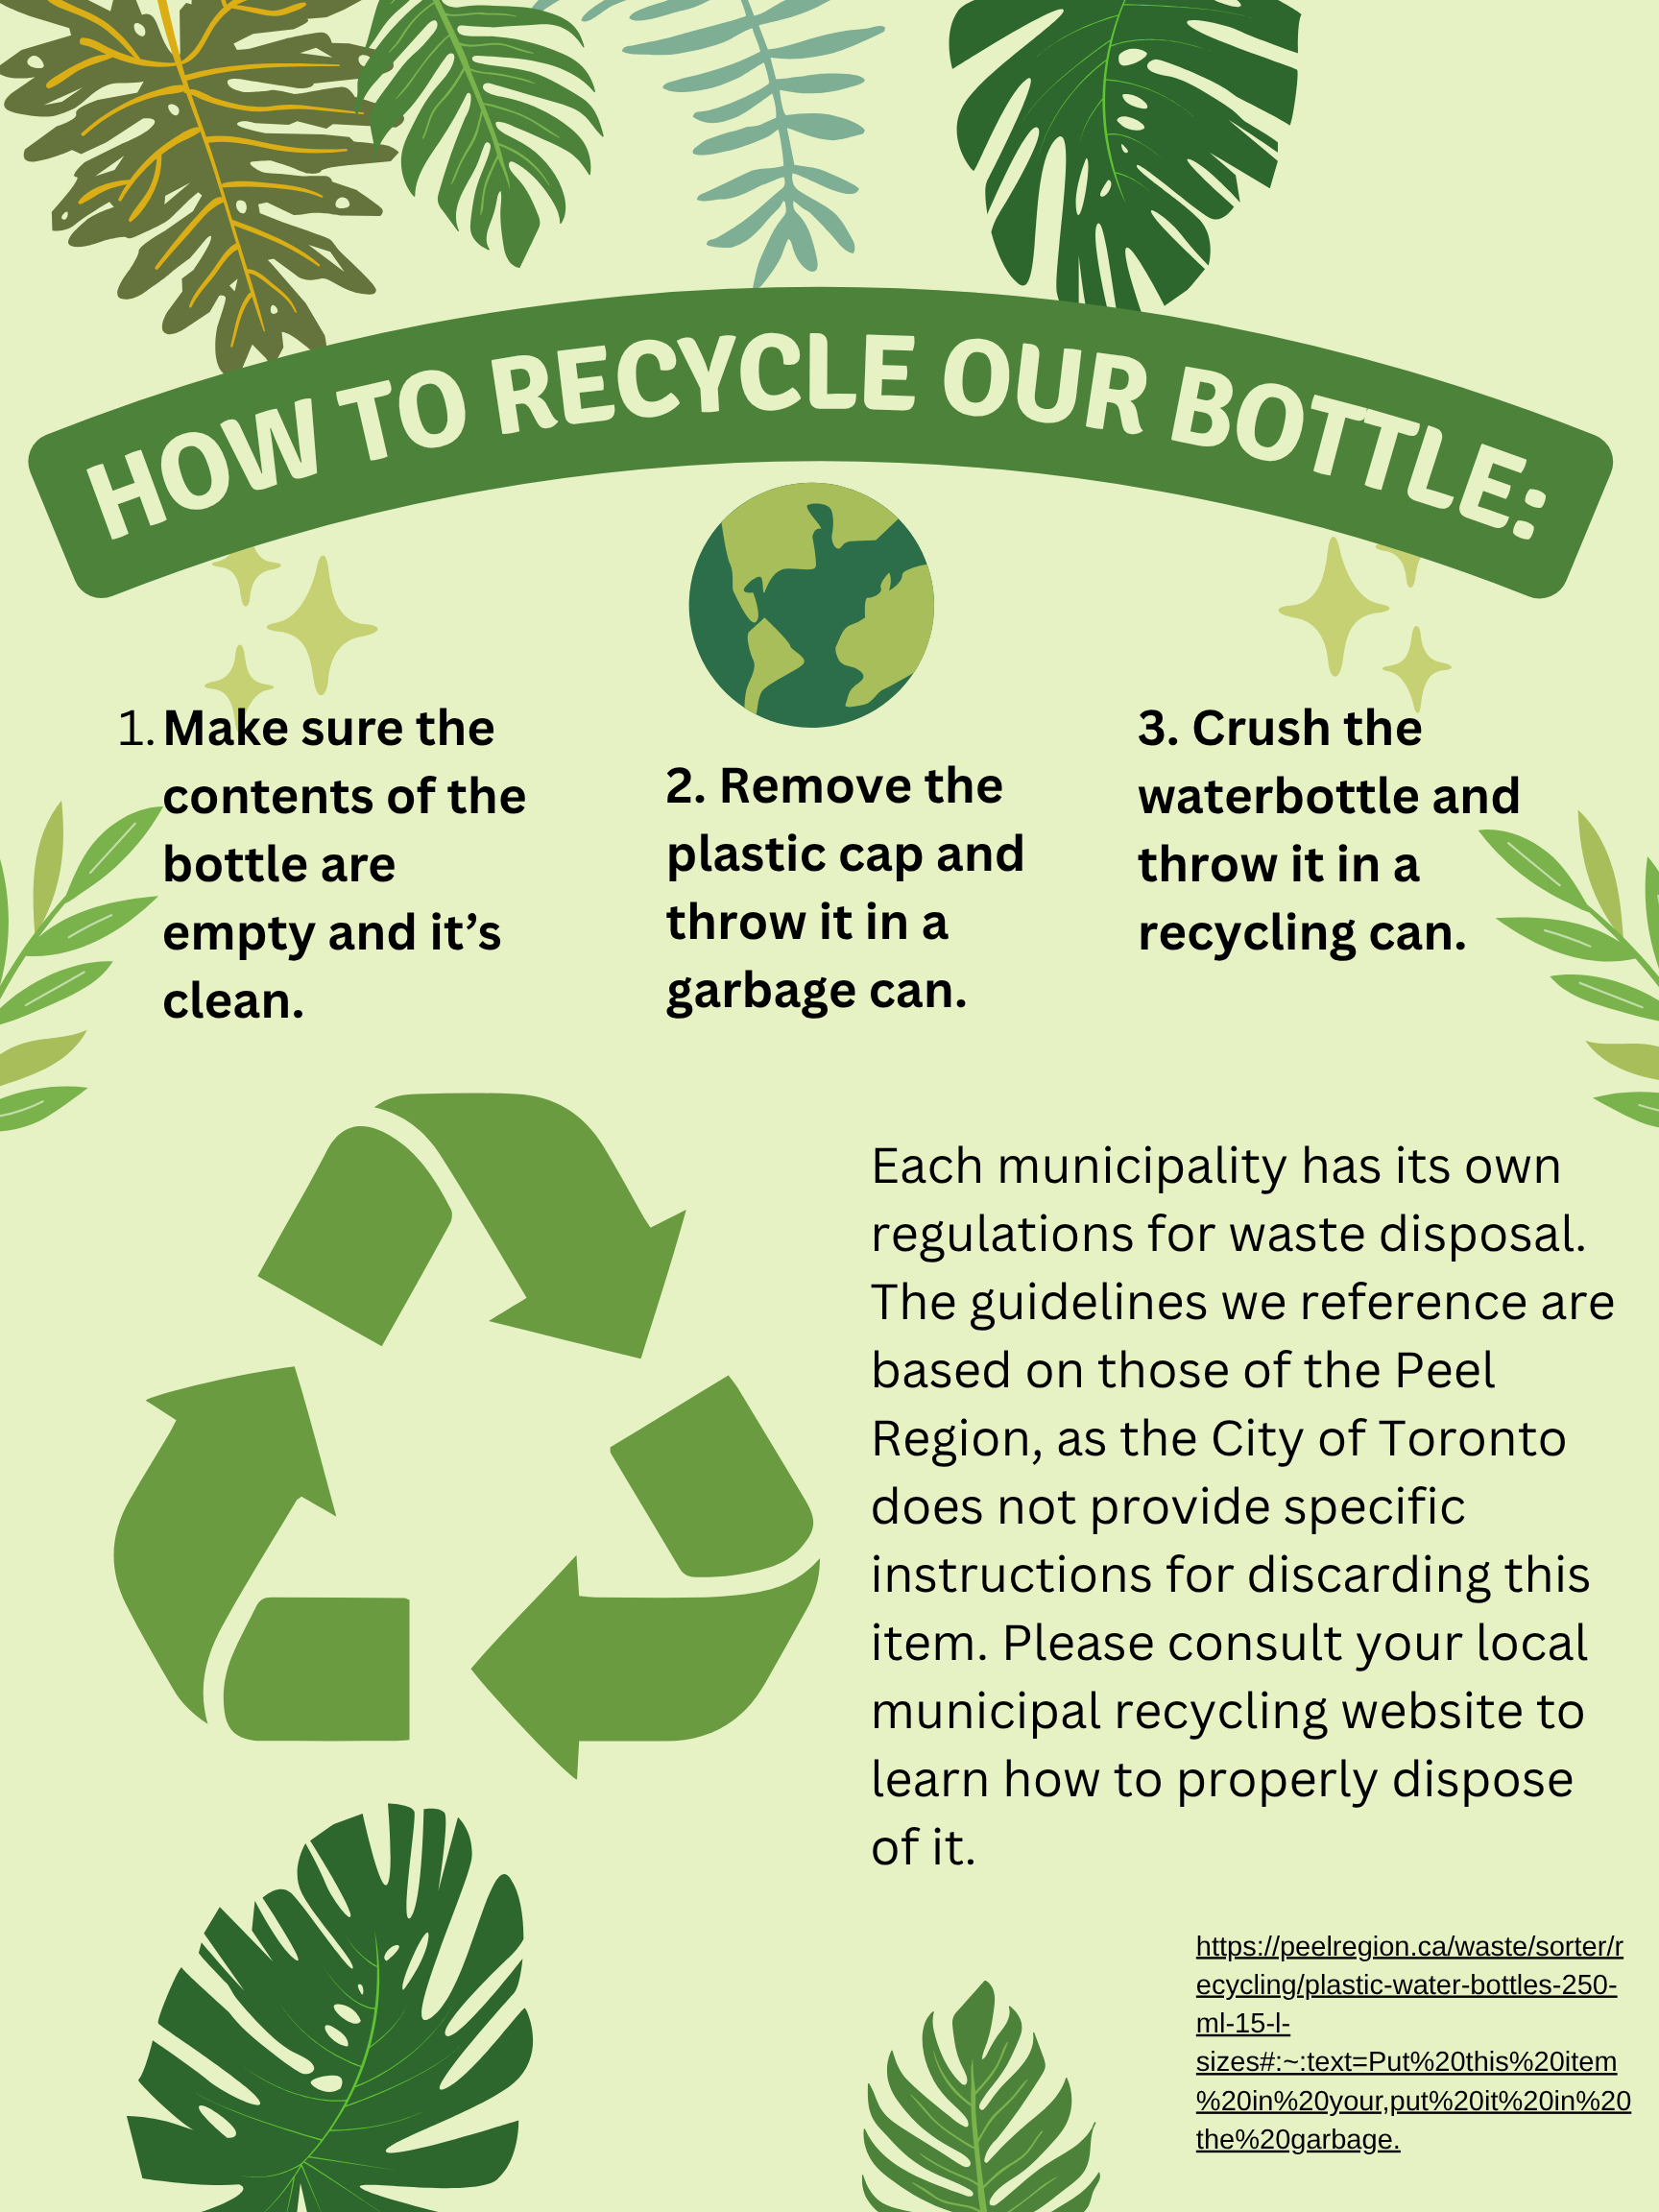 HOW TO RECYCLE OUR BOTTLE:
1. Make sure the
contents of the
bottle are
empty and it’s
clean.
2. Remove the
plastic cap and
throw it in a
garbage can.
3. Crush the
waterbottle and
throw it in a
recycling can.
Each municipality has its own
regulations for waste disposal.
The guidelines we reference are
based on those of the Peel
Region, as the City of Toronto
does not provide specific
instructions for discarding this
item. Please consult your local
municipal recycling website to
learn how to properly dispose
of it.
https://peelregion.ca/waste/sorter/r
ecycling/plastic-water-bottles-250-
ml-15-l-
sizes#:~:text=Put%20this%20item
%20in%20your,put%20it%20in%20
the%20garbage.